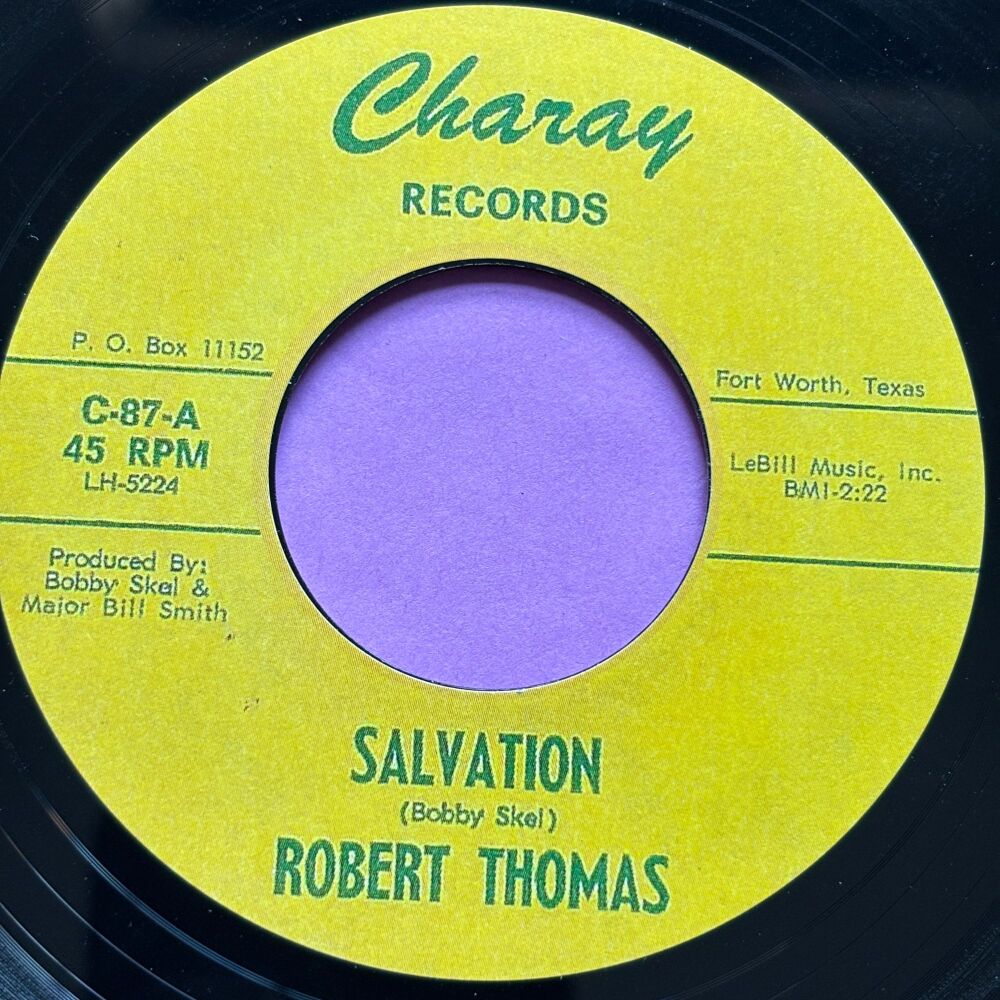 Charay
RECORDS
P. O. Box 11152
Fort Worth, Texas
C-87-A
45 RPM
LH-5224
LeBill Music, Inc.
BMI-2:22
Produced By:
Bobby Skel &
Major Bill Smith
SALVATION
(Bobby Skel)
ROBERT THOMAS